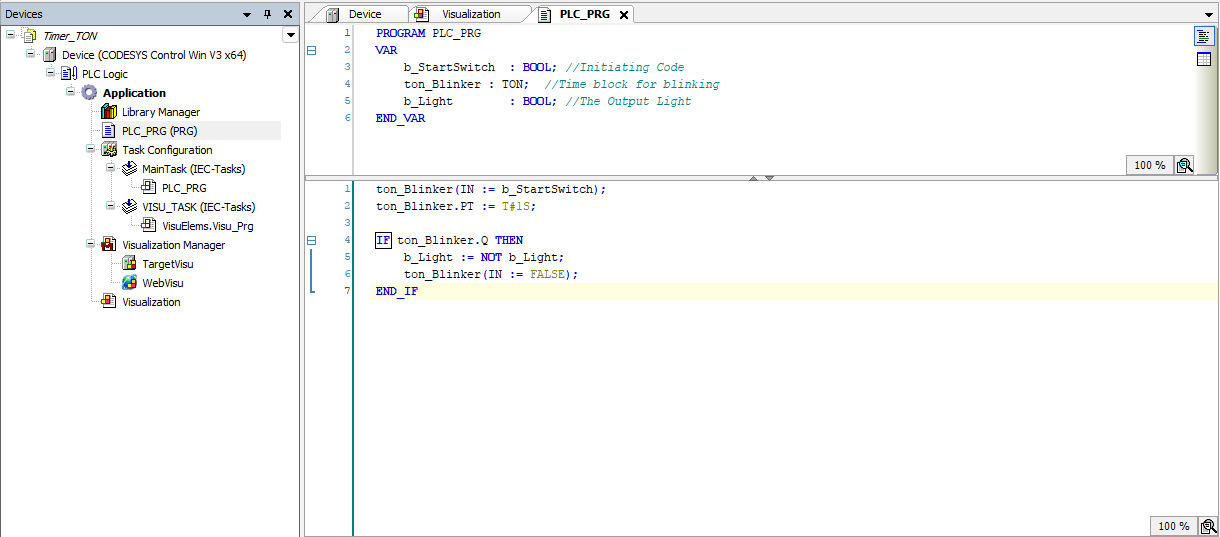 Devices
Timer_TON
Device (CODESYS Control Win V3 x64)
PLC Logic
Application
Library Manager
PLC_PRG (PRG)
Task Configuration
MainTask (IEC-Tasks)
PLC_PRG
VISU_TASK (IEC-Tasks)
VisuElems.Visu_Prg
Visualization Manager
TargetVisu
WebVisu
Visualization
Device Visualization PLC_PRG
1 PROGRAM PLC_PRG
2 VAR
3 b_StartSwitch : BOOL; //Initiating Code
4 ton_Blinker : TON; //Time block for blinking
5 b_Light : BOOL; //The Output Light
6 END_VAR
100 %
1 ton_Blinker(IN := b_StartSwitch);
2 ton_Blinker.PT := T#1S;
3
4 IF ton_Blinker.Q THEN
5 b_Light := NOT b_Light;
6 ton_Blinker(IN := FALSE);
7 END_IF
100 %